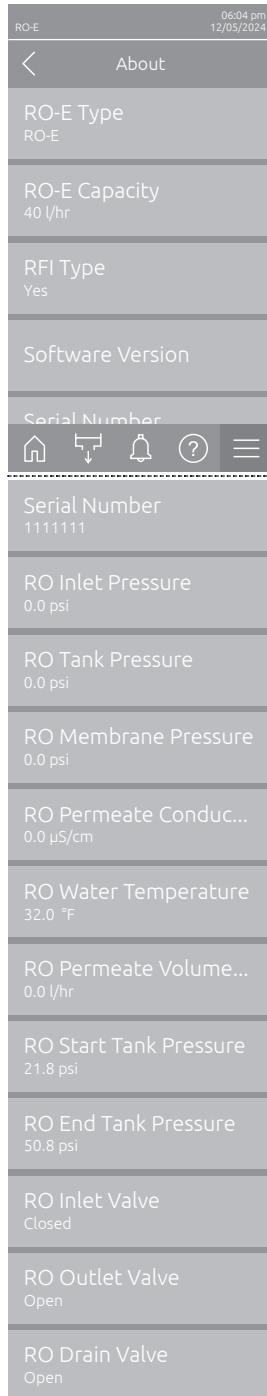 06:04 pm
RO-E 12/05/2024
About
RO-E Type
RO-E
RO-E Capacity
40 l/hr
RFI Type
Yes
Software Version
Serial Number
Serial Number
1111111
RO Inlet Pressure
0.0 psi
RO Tank Pressure
0.0 psi
RO Membrane Pressure
0.0 psi
RO Permeate Conduc...
0.0 µS/cm
RO Water Temperature
32.0 °F
RO Permeate Volume...
0.0 l/hr
RO Start Tank Pressure
21.8 psi
RO End Tank Pressure
50.8 psi
RO Inlet Valve
Closed
RO Outlet Valve
Open
RO Drain Valve
Open